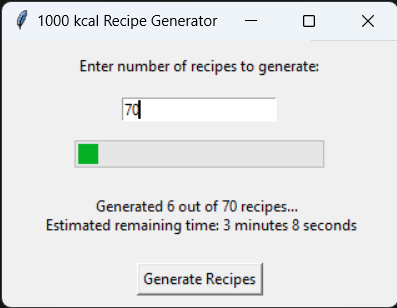 1000 kcal Recipe Generator
Enter number of recipes to generate:
70
Generated 6 out of 70 recipes...
Estimated remaining time: 3 minutes 8 seconds
Generate Recipes